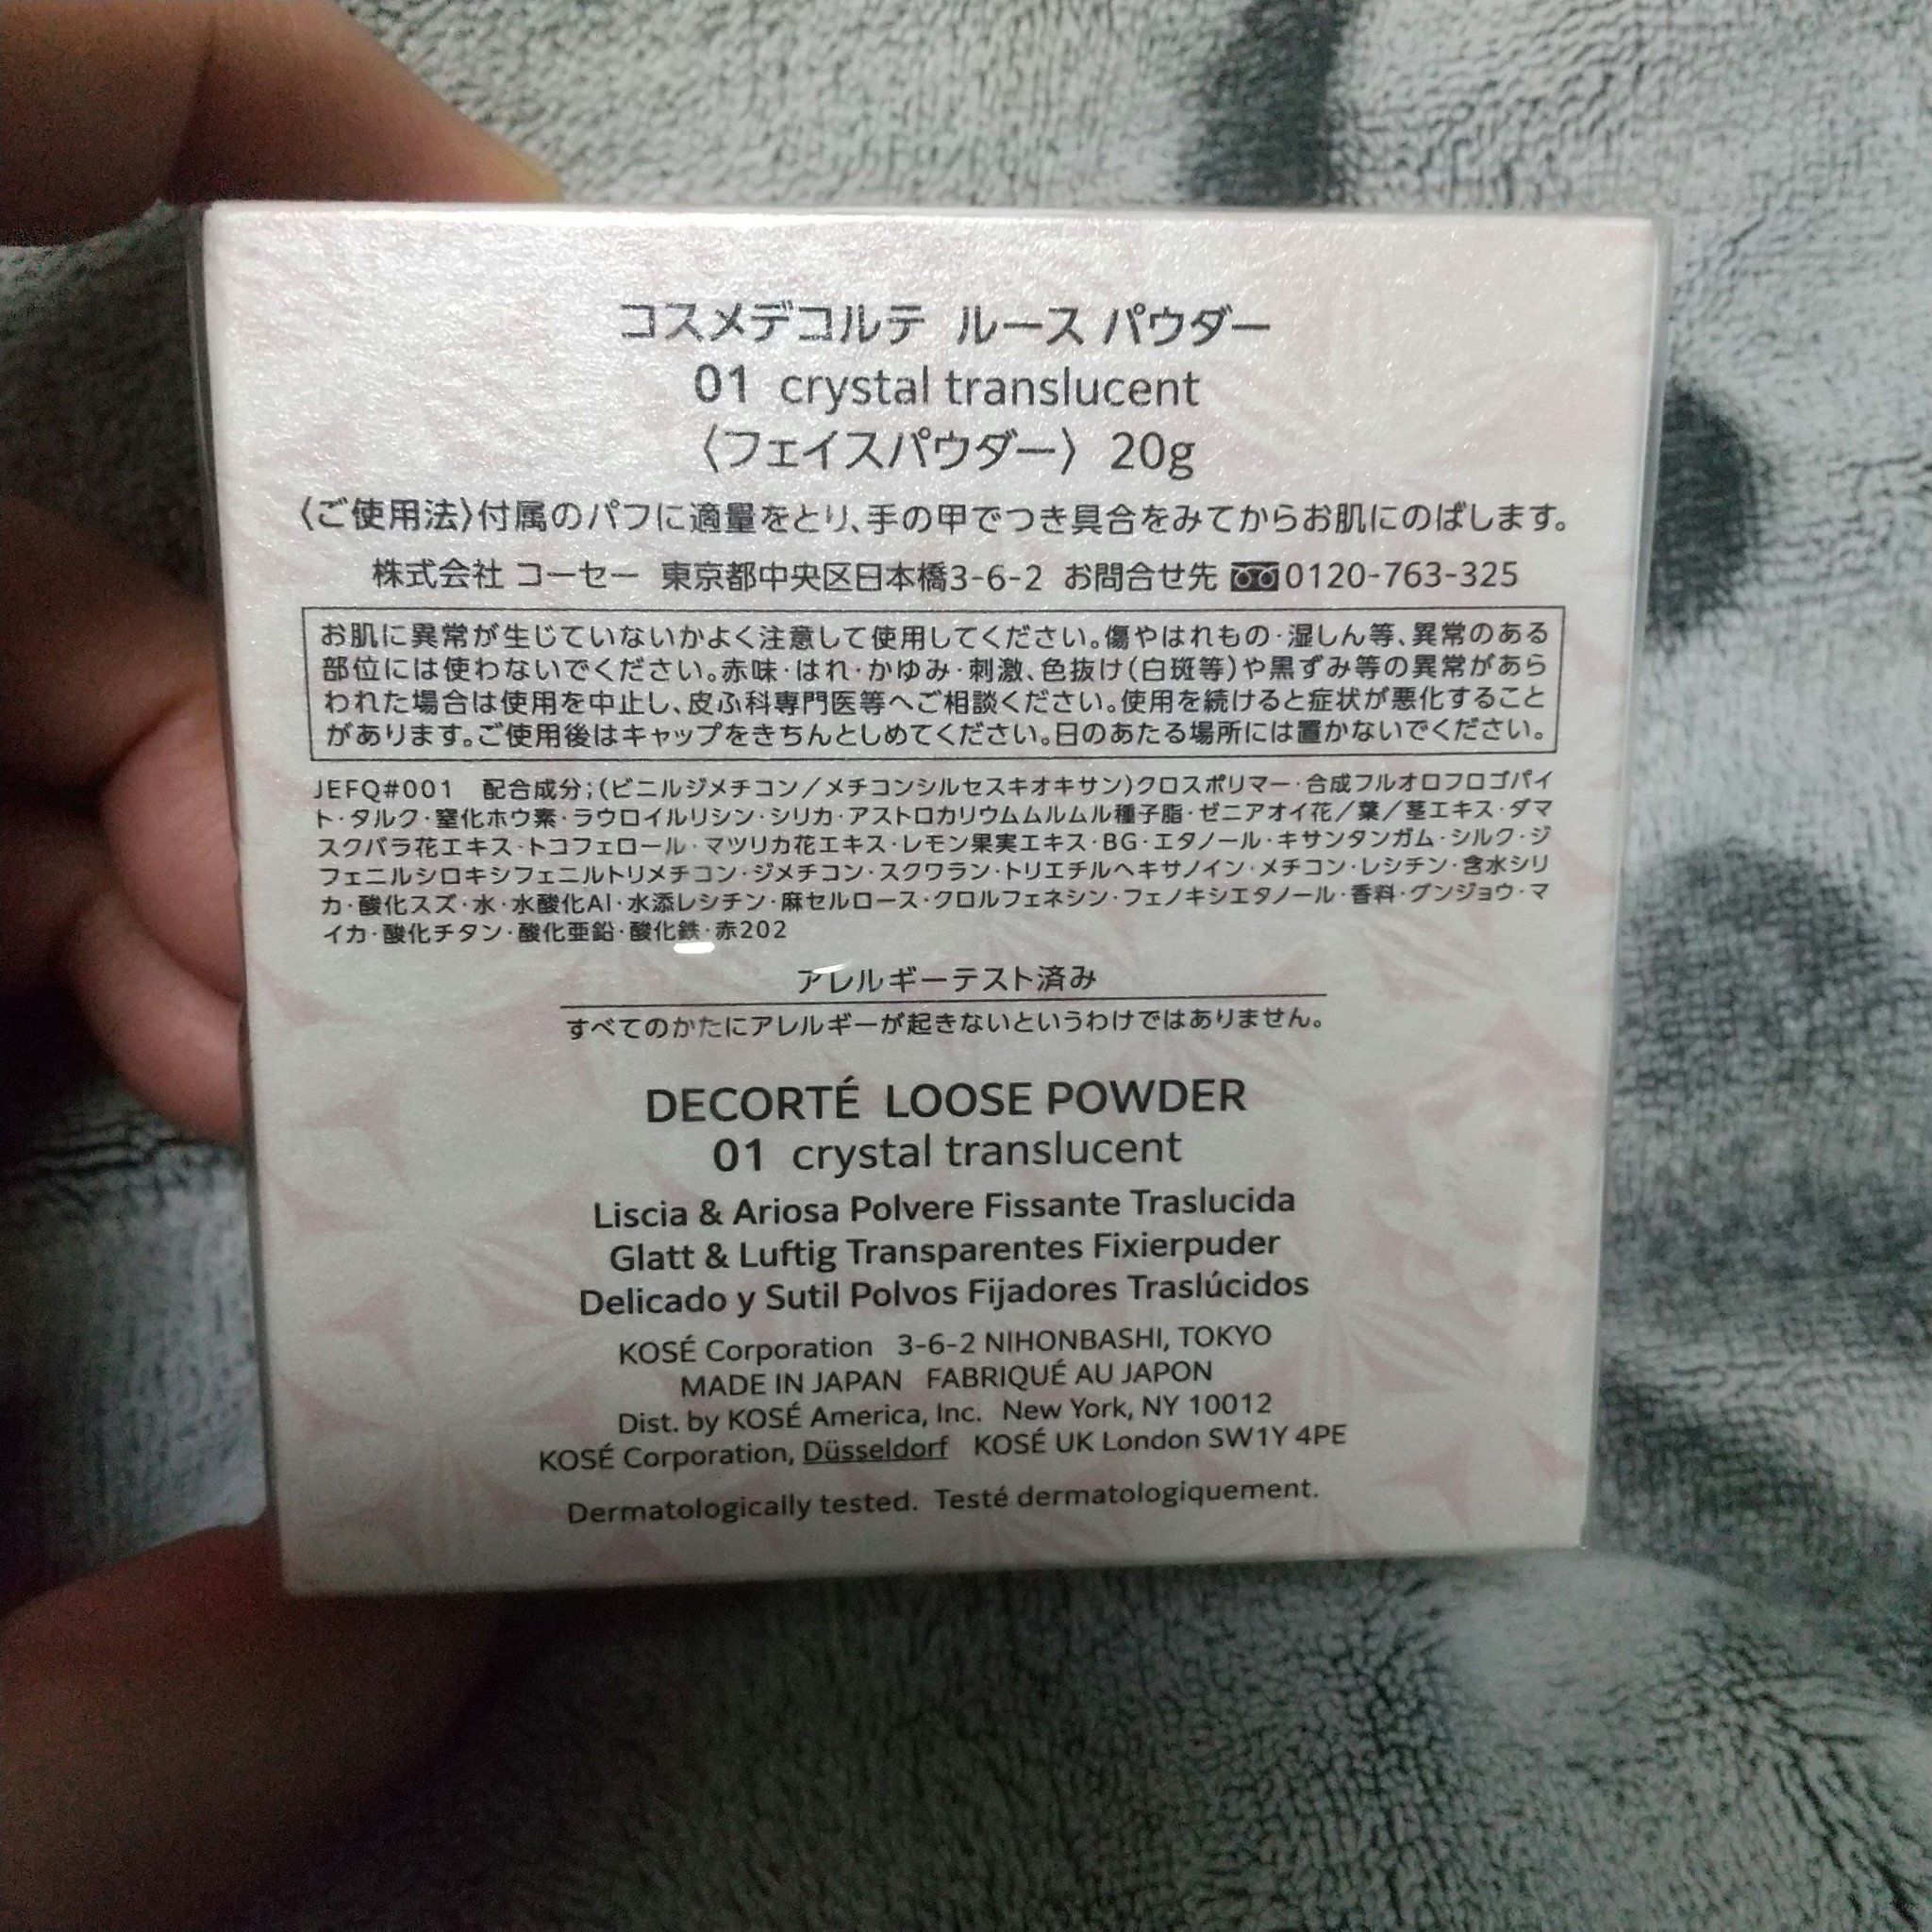 コスメデコルテ ルース パウダー
01 crystal translucent
〈フェイスパウダー〉 20g
〈ご使用法〉付属のパフに適量をとり、手の甲でつき具合をみてからお肌にのばします。
株式会社 コーセー 東京都中央区日本橋3-6-2 お問合せ先 0120-763-325
お肌に異常が生じていないかよく注意して使用してください。傷やはれもの・湿しん等、異常のある
部位には使わないでください。赤味・はれ・かゆみ・刺激、色抜け(白斑等)や黒ずみ等の異常があら
われた場合は使用を中止し、皮ふ科専門医等へご相談ください。使用を続けると症状が悪化すること
があります。ご使用後はキャップをきちんとしめてください。日のあたる場所には置かないでください。
JEFQ#001 配合成分;(ビニルジメチコン/メチコンシルセスキオキサン)クロスポリマー・合成フルオロフロゴパイ
ト・タルク・窒化ホウ素・ラウロイルリシン・シリカ・アストロカリウムムルムル種子脂・ゼニアオイ花/葉/茎エキス・ダマ
スクバラ花エキス・トコフェロール・マツリカ花エキス・レモン果実エキス・BG・エタノール・キサンタンガム・シルク・ジ
フェニルシロキシフェニルトリメチコン・ジメチコン・スクワラン・トリエチルヘキサノイン・メチコン・レシチン・含水シリ
カ・酸化スズ・水・水酸化Al・水添レシチン・麻セルロース・クロルフェネシン・フェノキシエタノール・香料・グンジョウ・マ
イカ・酸化チタン・酸化亜鉛・酸化鉄・赤202
アレルギーテスト済み
すべてのかたにアレルギーが起きないというわけではありません。
DECORTÉ LOOSE POWDER
01 crystal translucent
Liscia & Ariosa Polvere Fissante Traslucida
Glatt & Luftig Transparentes Fixierpuder
Delicado y Sutil Polvos Fijadores Traslúcidos
KOSÉ Corporation 3-6-2 NIHONBASHI, TOKYO
MADE IN JAPAN FABRIQUÉ AU JAPON
Dist. by KOSÉ America, Inc. New York, NY 10012
KOSÉ Corporation, Düsseldorf KOSÉ UK London SW1Y 4PE
Dermatologically tested. Testé dermatologiquement.